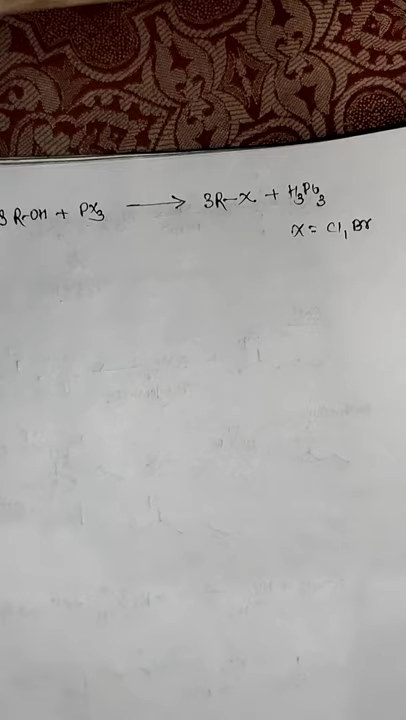 3 R-OH + PX3 ⟶ 3R-X + H3PO3
X = Cl, Br